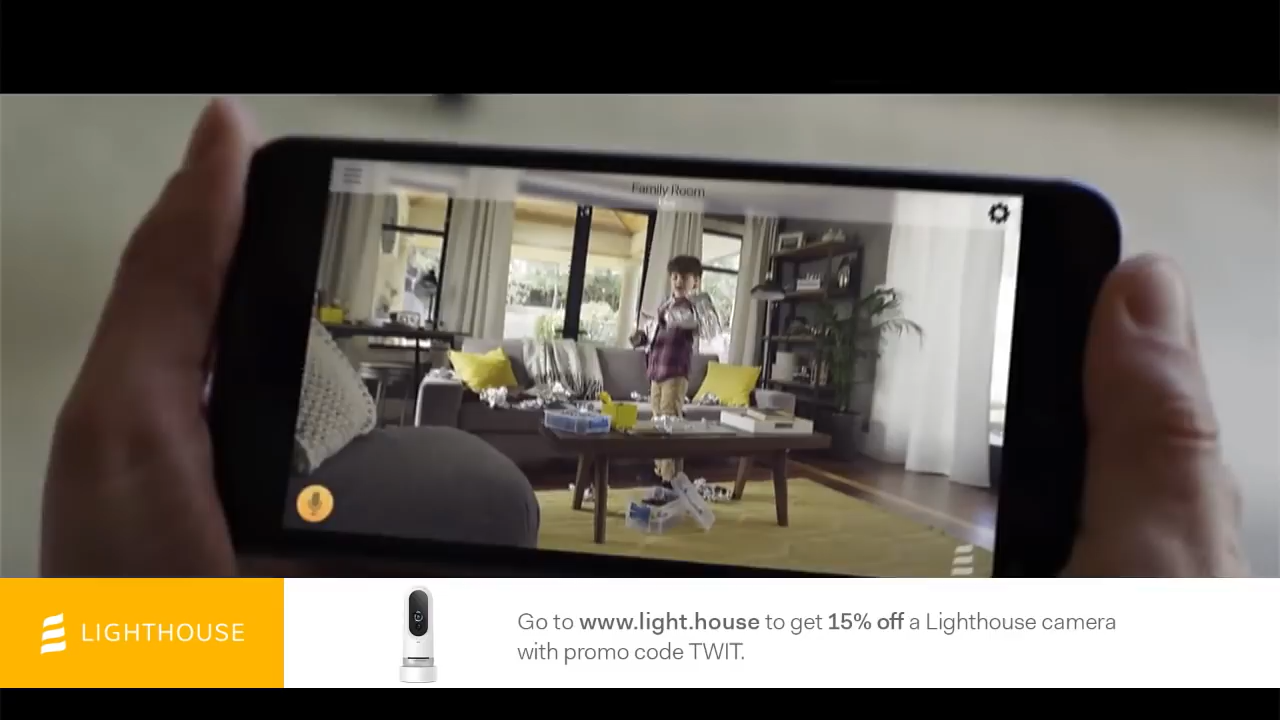 Family Room
LIGHTHOUSE
Go to www.light.house to get 15% off a Lighthouse camera
with promo code TWIT.